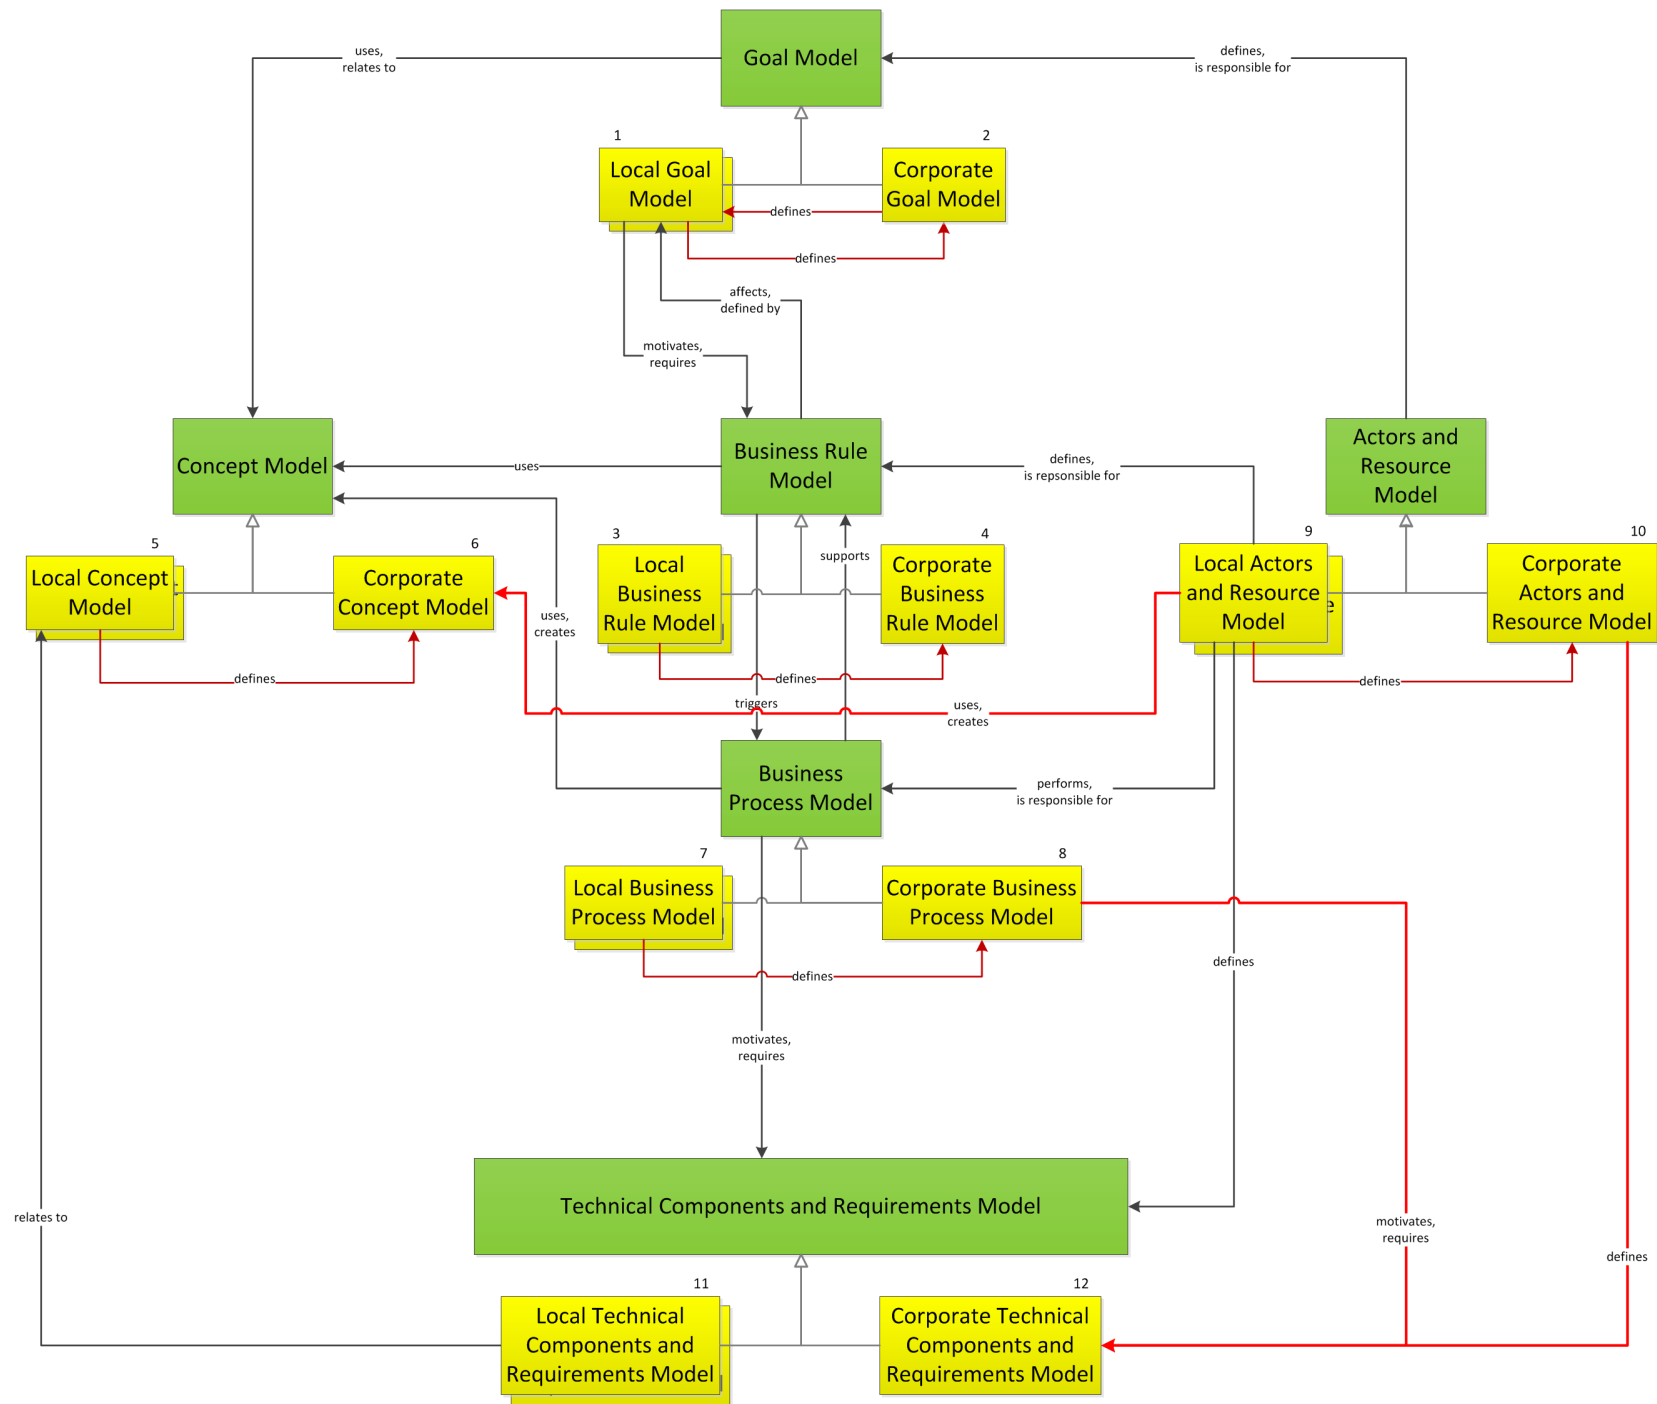 Goal Model
uses,
relates to
defines,
is responsible for
1
2
Local Goal
Model
Corporate
Goal Model
defines
defines
affects,
defined by
motivates,
requires
Concept Model
uses
Business Rule
Model
defines,
is repsonsible for
Actors and
Resource
Model
5
6
3
4
9
10
Local Concept
Model
Corporate
Concept Model
Local
Business
Rule Model
supports
Corporate
Business
Rule Model
Local Actors
and Resource
Model
e
Corporate
Actors and
Resource Model
uses,
creates
defines
defines
defines
triggers
uses,
creates
Business
Process Model
performs,
is responsible for
7
8
Local Business
Process Model
Corporate Business
Process Model
defines
defines
motivates,
requires
Technical Components and Requirements Model
relates to
motivates,
requires
defines
11
12
Local Technical
Components and
Requirements Model
Corporate Technical
Components and
Requirements Model